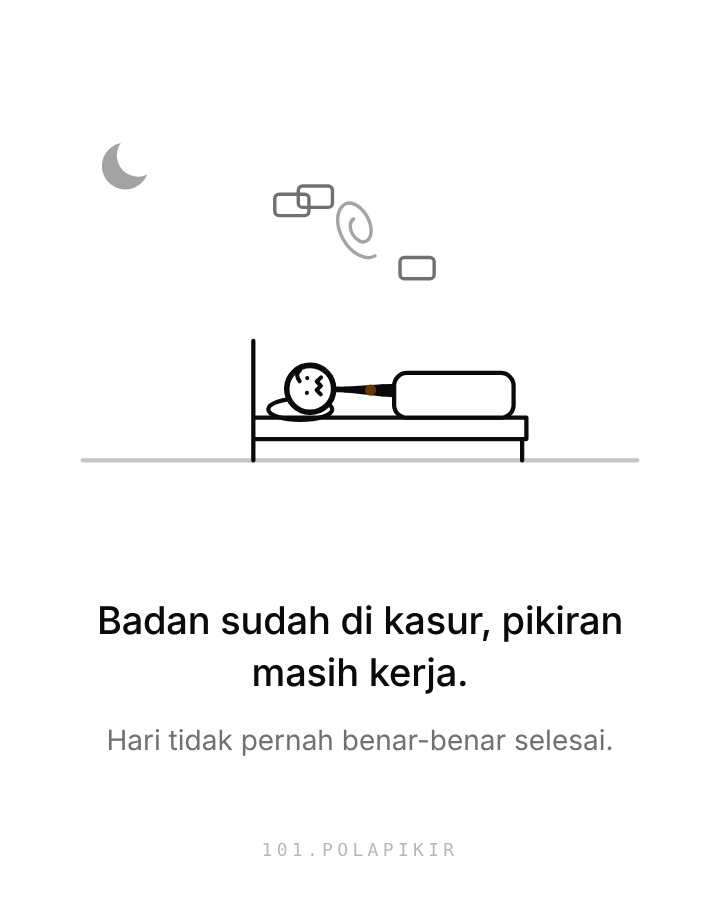 Badan sudah di kasur, pikiran
masih kerja.
Hari tidak pernah benar-benar selesai.
101.POLAPIKIR